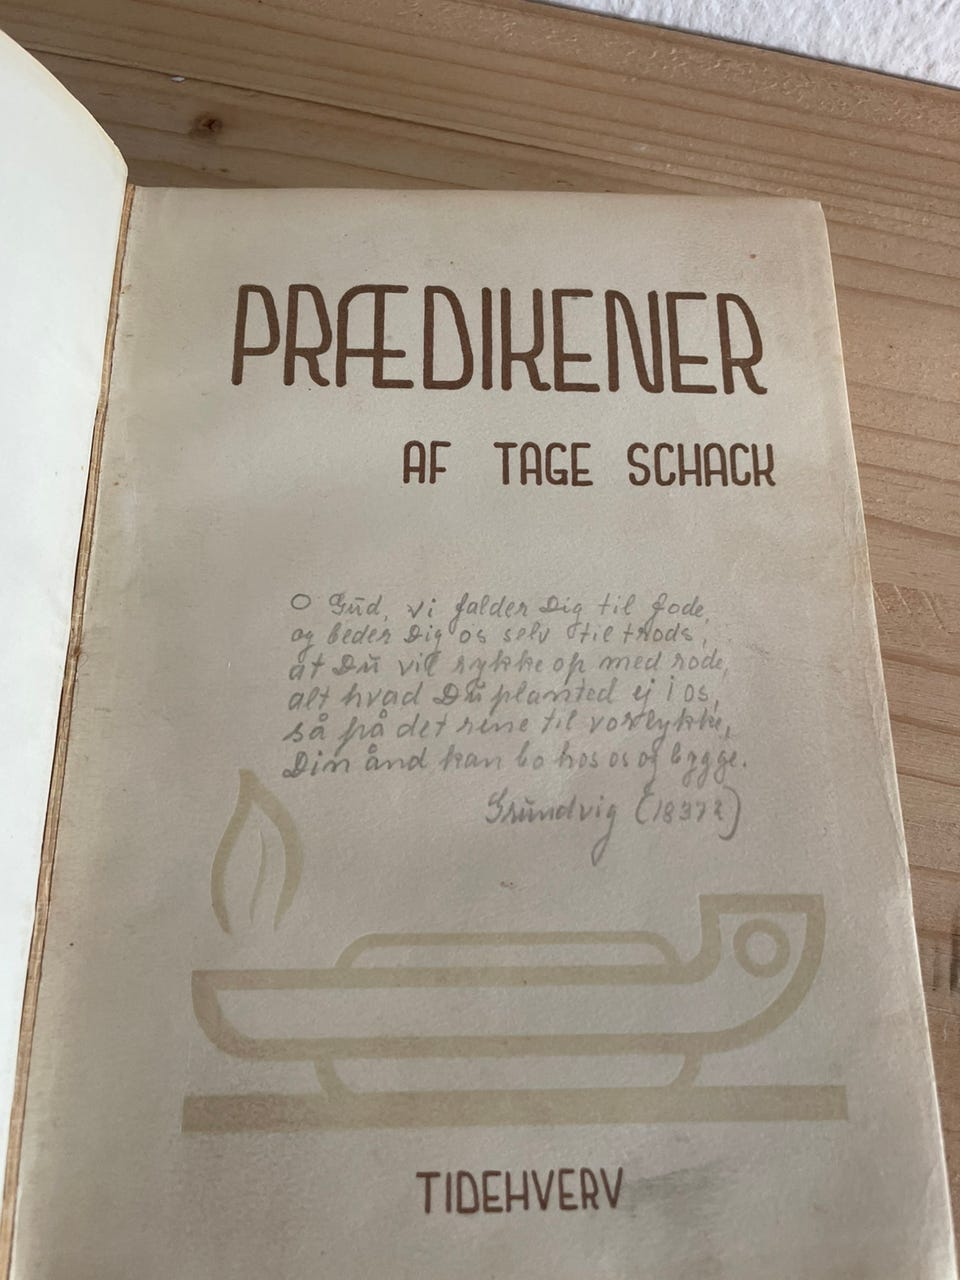 PRÆDIKENER
AF TAGE SCHACK
O Gud, vi falder Dig til fode,
og beder Dig os selv til trods,
at Du vil rykke op med rode,
alt hvad Du planted ej i os,
så på det rene til vor lykke,
Din ånd kan bo hos os og bygge.
Grundvig (1837)
TIDEHVERV